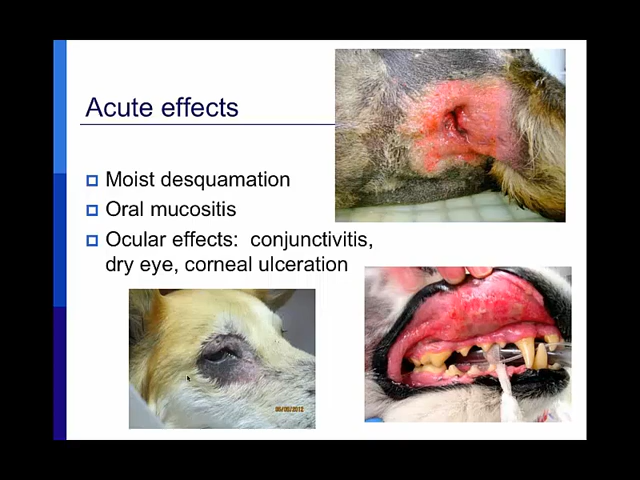 Acute effects
Moist desquamation
Oral mucositis
Ocular effects: conjunctivitis,
dry eye, corneal ulceration